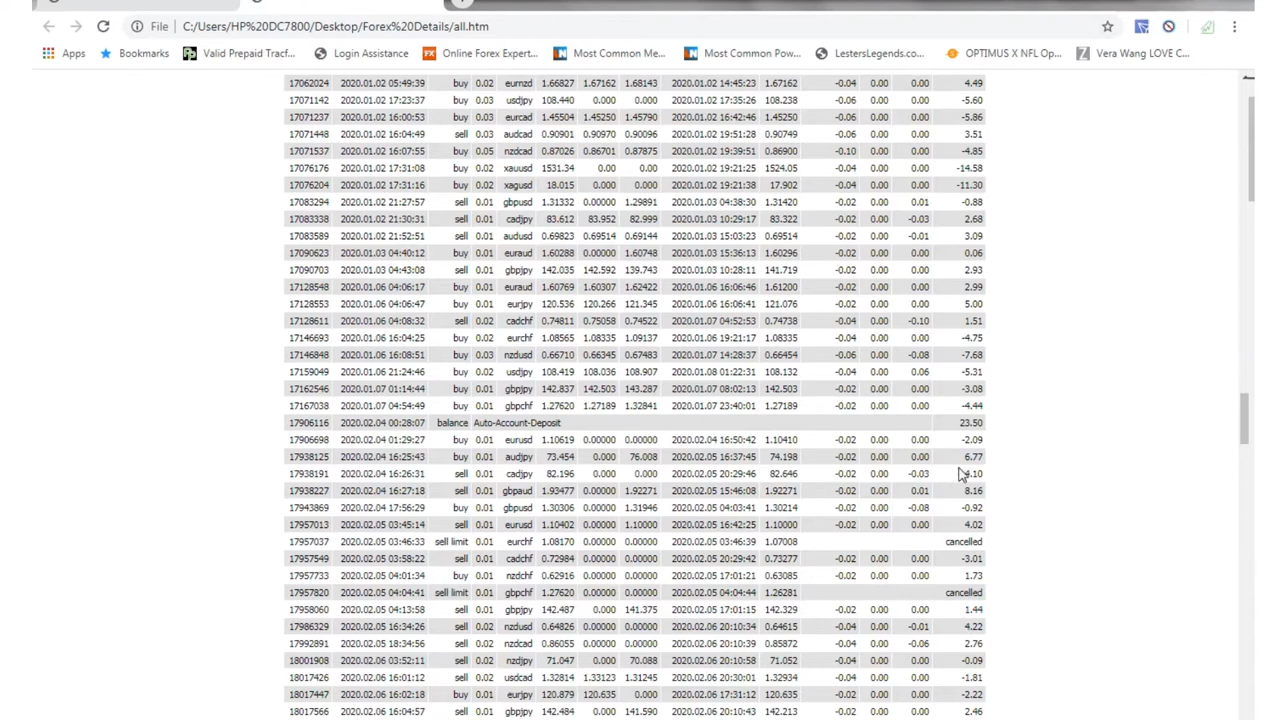 File C:/Users/HP%20DC7800/Desktop/Forex%20Details/all.htm
Apps Bookmarks Valid Prepaid Tracf... Login Assistance FX Online Forex Expert... Most Common Me... Most Common Pow... LestersLegends.co... OPTIMUS X NFL Op... Vera Wang LOVE C...
17062024 2020.01.02 05:49:39 buy 0.02 eurnzd 1.66827 1.67162 1.68143 2020.01.02 14:45:23 1.67162 -0.04 0.00 0.00 4.49
17071142 2020.01.02 17:23:37 buy 0.03 usdjpy 108.440 0.000 0.000 2020.01.02 17:35:26 108.238 -0.06 0.00 0.00 -5.60
17071237 2020.01.02 16:00:53 buy 0.03 eurcad 1.45504 1.45250 1.45790 2020.01.02 16:42:46 1.45250 -0.06 0.00 0.00 -5.86
17071448 2020.01.02 16:04:49 sell 0.03 audcad 0.90901 0.90970 0.90096 2020.01.02 19:51:28 0.90749 -0.06 0.00 0.00 3.51
17071537 2020.01.02 16:07:55 buy 0.05 nzdcad 0.87026 0.86701 0.87875 2020.01.02 19:39:51 0.86900 -0.10 0.00 0.00 -4.85
17076176 2020.01.02 17:31:08 buy 0.02 xauusd 1531.34 0.00 0.00 2020.01.02 19:21:25 1524.05 -0.04 0.00 0.00 -14.58
17076204 2020.01.02 17:31:16 buy 0.02 xagusd 18.015 0.000 0.000 2020.01.02 19:21:38 17.902 -0.04 0.00 0.00 -11.30
17083294 2020.01.02 21:27:57 sell 0.01 gbpusd 1.31332 0.00000 1.29891 2020.01.03 04:38:30 1.31420 -0.02 0.00 0.01 -0.88
17083338 2020.01.02 21:30:31 sell 0.01 cadjpy 83.612 83.952 82.999 2020.01.03 10:29:17 83.322 -0.02 0.00 -0.03 2.68
17083589 2020.01.02 21:52:51 sell 0.01 audusd 0.69823 0.69514 0.69144 2020.01.03 15:03:23 0.69514 -0.02 0.00 -0.01 3.09
17090623 2020.01.03 04:40:12 buy 0.01 euraud 1.60288 0.00000 1.60748 2020.01.03 15:36:13 1.60296 -0.02 0.00 0.00 0.06
17090703 2020.01.03 04:43:08 sell 0.01 gbpjpy 142.035 142.592 139.743 2020.01.03 10:28:11 141.719 -0.02 0.00 0.00 2.93
17128548 2020.01.06 04:06:17 buy 0.01 euraud 1.60769 1.60307 1.62422 2020.01.06 16:06:46 1.61200 -0.02 0.00 0.00 2.99
17128553 2020.01.06 04:06:47 buy 0.01 eurjpy 120.536 120.266 121.345 2020.01.06 16:06:41 121.076 -0.02 0.00 0.00 5.00
17128611 2020.01.06 04:08:32 sell 0.02 cadchf 0.74811 0.75058 0.74522 2020.01.07 04:52:53 0.74738 -0.04 0.00 -0.10 1.51
17146693 2020.01.06 16:04:25 buy 0.01 eurchf 1.08565 1.08335 1.09137 2020.01.06 19:21:17 1.08335 -0.02 0.00 0.00 -4.75
17146848 2020.01.06 16:08:51 buy 0.03 nzdusd 0.66710 0.66345 0.67483 2020.01.07 14:28:37 0.66454 -0.06 0.00 -0.08 -7.68
17159049 2020.01.06 21:24:46 buy 0.02 usdjpy 108.419 108.036 108.907 2020.01.08 01:22:31 108.132 -0.04 0.00 0.06 -5.31
17162546 2020.01.07 01:14:44 buy 0.01 gbpjpy 142.837 142.503 143.287 2020.01.07 08:02:13 142.503 -0.02 0.00 0.00 -3.08
17167038 2020.01.07 04:54:49 buy 0.01 gbpchf 1.27620 1.27189 1.32841 2020.01.07 23:40:01 1.27189 -0.02 0.00 0.00 -4.44
17906116 2020.02.04 00:28:07 balance Auto-Account-Deposit 23.50
17906698 2020.02.04 01:29:27 buy 0.01 eurusd 1.10619 0.00000 0.00000 2020.02.04 16:50:42 1.10410 -0.02 0.00 0.00 -2.09
17938125 2020.02.04 16:25:43 buy 0.01 audjpy 73.454 0.000 76.008 2020.02.05 16:37:45 74.198 -0.02 0.00 0.00 6.77
17938191 2020.02.04 16:26:31 sell 0.01 cadjpy 82.196 0.000 0.000 2020.02.05 20:29:46 82.646 -0.02 0.00 -0.03
17938227 2020.02.04 16:27:18 sell 0.01 gbpaud 1.93477 0.00000 1.92271 2020.02.05 15:46:08 1.92271 -0.02 0.00 0.01 8.16
17943869 2020.02.04 17:56:29 buy 0.01 gbpusd 1.30306 0.00000 1.31946 2020.02.05 04:03:41 1.30214 -0.02 0.00 -0.08 -0.92
17957013 2020.02.05 03:45:14 sell 0.01 eurusd 1.10402 0.00000 1.10000 2020.02.05 16:42:25 1.10000 -0.02 0.00 0.00 4.02
17957037 2020.02.05 03:46:33 sell limit 0.01 eurchf 1.08170 0.00000 0.00000 2020.02.05 03:46:39 1.07008 cancelled
17957549 2020.02.05 03:58:22 sell 0.01 cadchf 0.72984 0.00000 0.00000 2020.02.05 20:29:42 0.73277 -0.02 0.00 0.00 -3.01
17957733 2020.02.05 04:01:34 buy 0.01 nzdchf 0.62916 0.00000 0.00000 2020.02.05 17:01:21 0.63085 -0.02 0.00 0.00 1.73
17957820 2020.02.05 04:04:41 sell limit 0.01 gbpchf 1.27620 0.00000 0.00000 2020.02.05 04:04:44 1.26281 cancelled
17958060 2020.02.05 04:13:58 sell 0.01 gbpjpy 142.487 0.000 141.375 2020.02.05 17:01:15 142.329 -0.02 0.00 0.00 1.44
17986329 2020.02.05 16:34:26 sell 0.02 nzdusd 0.64826 0.00000 0.00000 2020.02.06 20:10:34 0.64615 -0.04 0.00 -0.01 4.22
17992891 2020.02.05 18:34:56 sell 0.02 nzdcad 0.86055 0.00000 0.00000 2020.02.06 20:10:39 0.85872 -0.04 0.00 -0.06 2.76
18001908 2020.02.06 03:52:11 sell 0.02 nzdjpy 71.047 0.000 70.088 2020.02.06 20:10:58 71.052 -0.04 0.00 0.00 -0.09
18017426 2020.02.06 16:01:12 sell 0.02 usdcad 1.32814 1.33123 1.31245 2020.02.06 20:30:01 1.32934 -0.04 0.00 0.00 -1.81
18017447 2020.02.06 16:02:18 buy 0.01 eurjpy 120.879 120.635 0.000 2020.02.06 17:31:12 120.635 -0.02 0.00 0.00 -2.22
18017566 2020.02.06 16:04:57 sell 0.01 gbpjpy 142.484 0.000 141.590 2020.02.06 20:10:43 142.213 -0.02 0.00 0.00 2.46